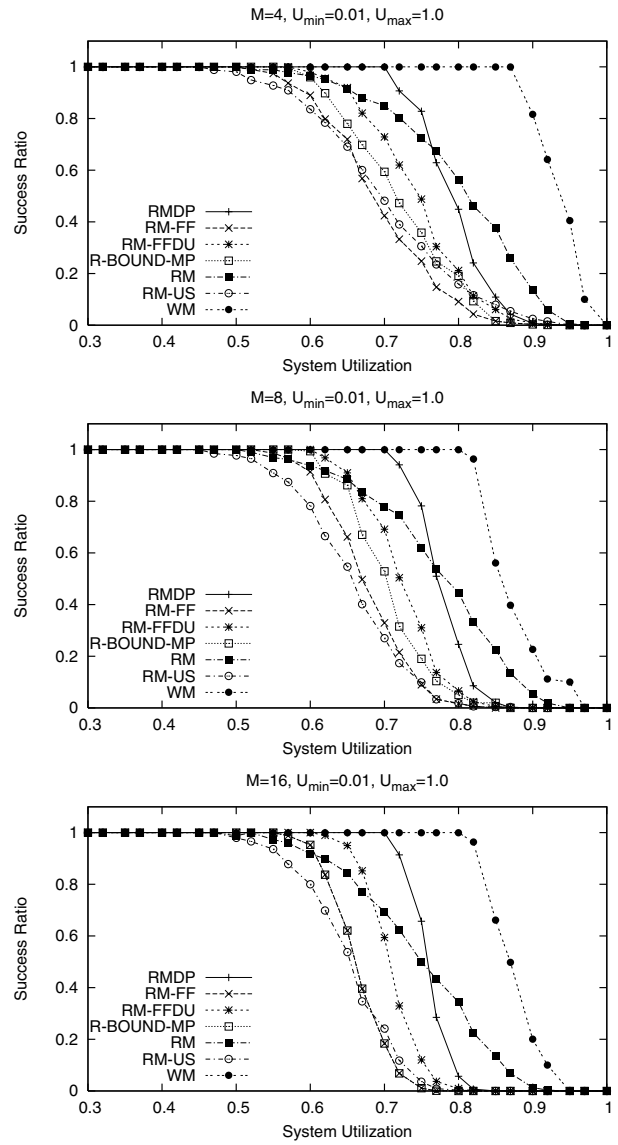 M=4, Umin=0.01, Umax=1.0
1
0.8
0.6
0.4
0.2
0
Success Ratio
RMDP
RM-FF
RM-FFDU
R-BOUND-MP
RM
RM-US
WM
0.3 0.4 0.5 0.6 0.7 0.8 0.9 1
System Utilization
M=8, Umin=0.01, Umax=1.0
1
0.8
0.6
0.4
0.2
0
Success Ratio
RMDP
RM-FF
RM-FFDU
R-BOUND-MP
RM
RM-US
WM
0.3 0.4 0.5 0.6 0.7 0.8 0.9 1
System Utilization
M=16, Umin=0.01, Umax=1.0
1
0.8
0.6
0.4
0.2
0
Success Ratio
RMDP
RM-FF
RM-FFDU
R-BOUND-MP
RM
RM-US
WM
0.3 0.4 0.5 0.6 0.7 0.8 0.9 1
System Utilization